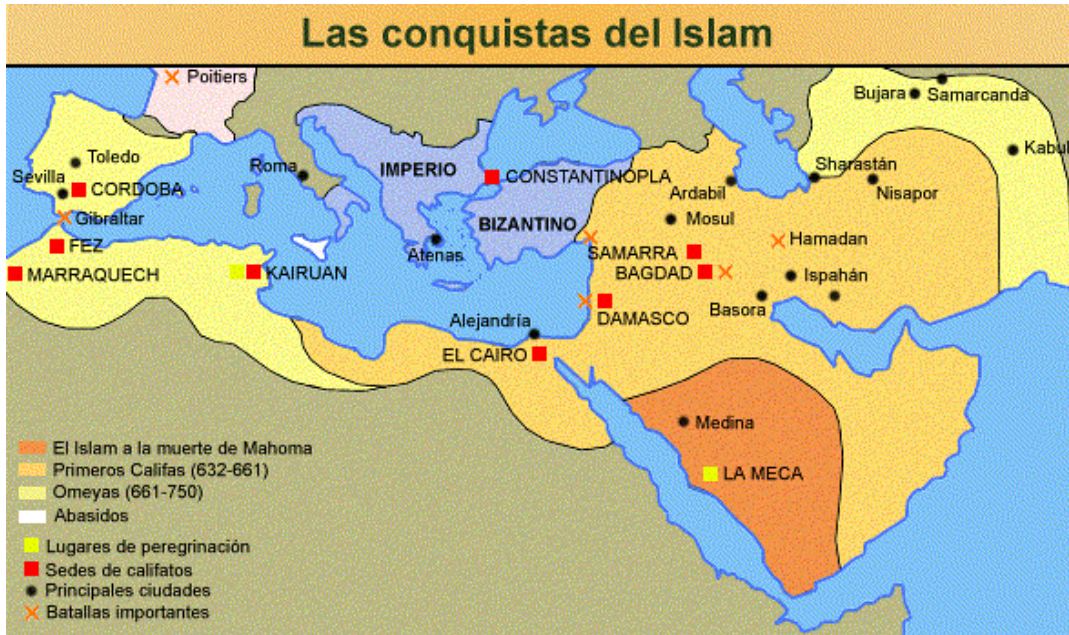 Las conquistas del Islam
Poitiers
Bujara
Samarcanda
Kabul
Toledo
Sevilla
CORDOBA
Gibraltar
FEZ
MARRAQUECH
KAIRUAN
Roma
IMPERIO
BIZANTINO
CONSTANTINOPLA
Atenas
Ardabil
Sharastán
Nisapor
Mosul
Hamadan
SAMARRA
BAGDAD
Ispahán
Basora
DAMASCO
Alejandría
EL CAIRO
Medina
LA MECA
El Islam a la muerte de Mahoma
Primeros Califas (632-661)
Omeyas (661-750)
Abasidos
Lugares de peregrinación
Sedes de califatos
Principales ciudades
Batallas importantes